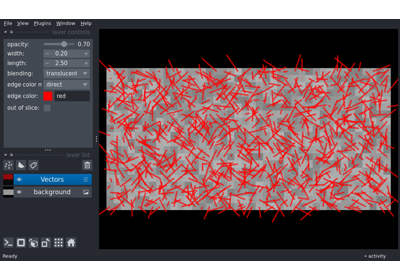 File View Plugins Window Help
layer controls
opacity: 0.70
width: 0.20
length: 2.50
blending: translucent
edge color m direct
edge color: red
out of slice:
layer list
Vectors
background
Ready
activity